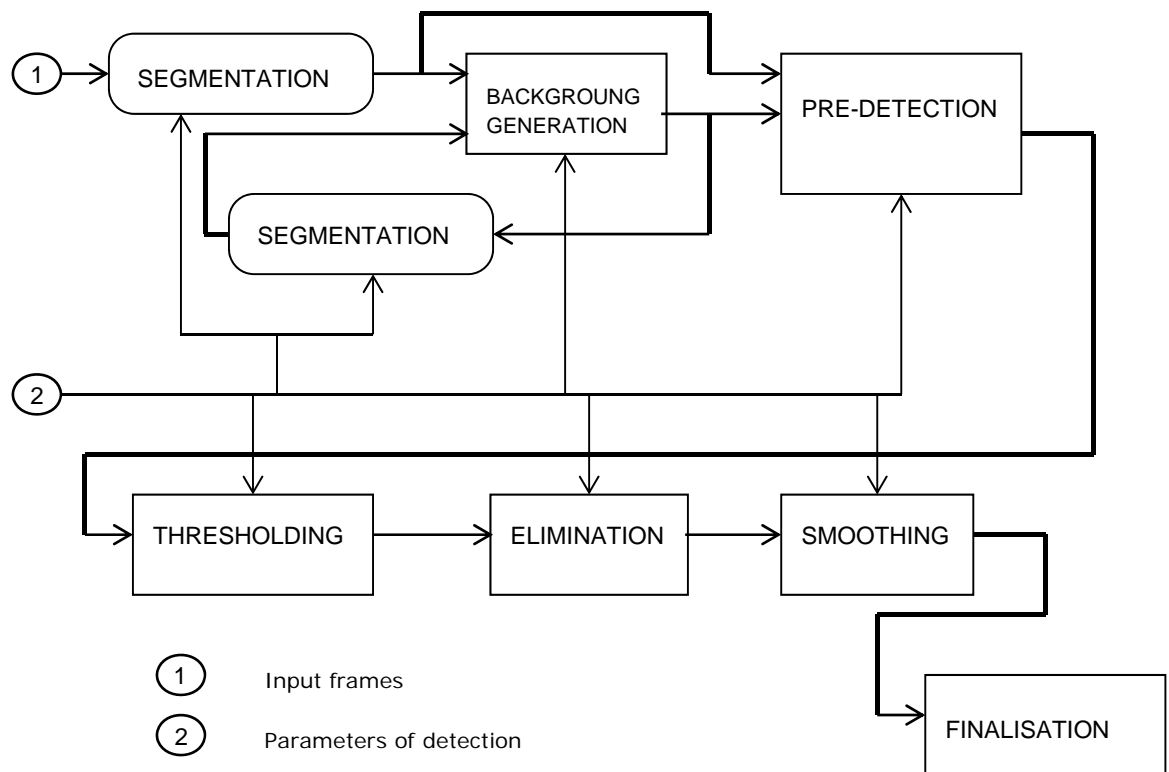 1
SEGMENTATION
BACKGROUNG
GENERATION
PRE-DETECTION
SEGMENTATION
2
THRESHOLDING
ELIMINATION
SMOOTHING
1 Input frames
2 Parameters of detection
FINALISATION